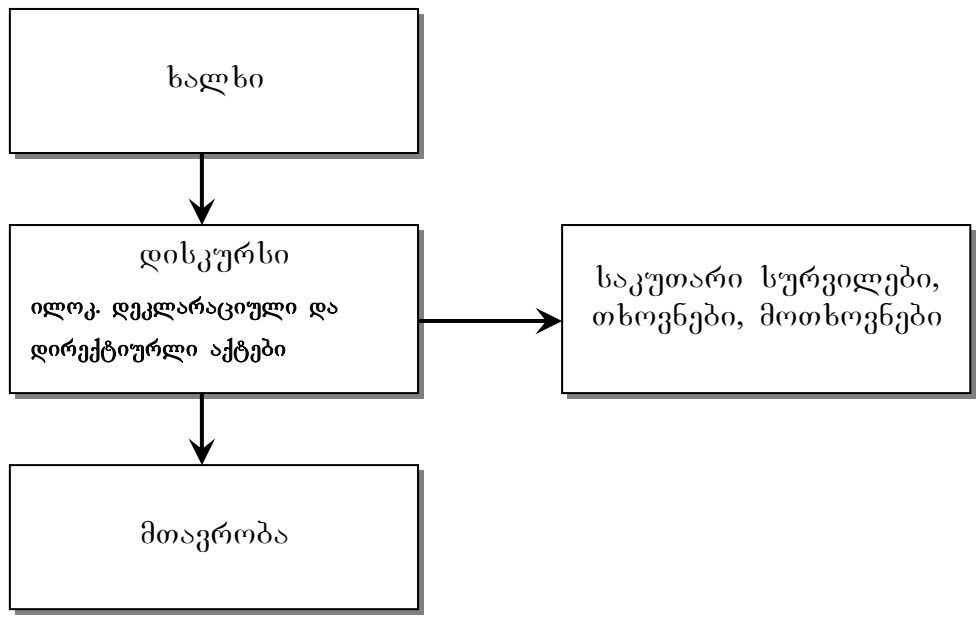 ხალხი
დისკურსი
ილოკ. დეკლარაციული და
დირექტიურლი აქტები
საკუთარი სურვილები,
თხოვნები, მოთხოვნები
მთავრობა